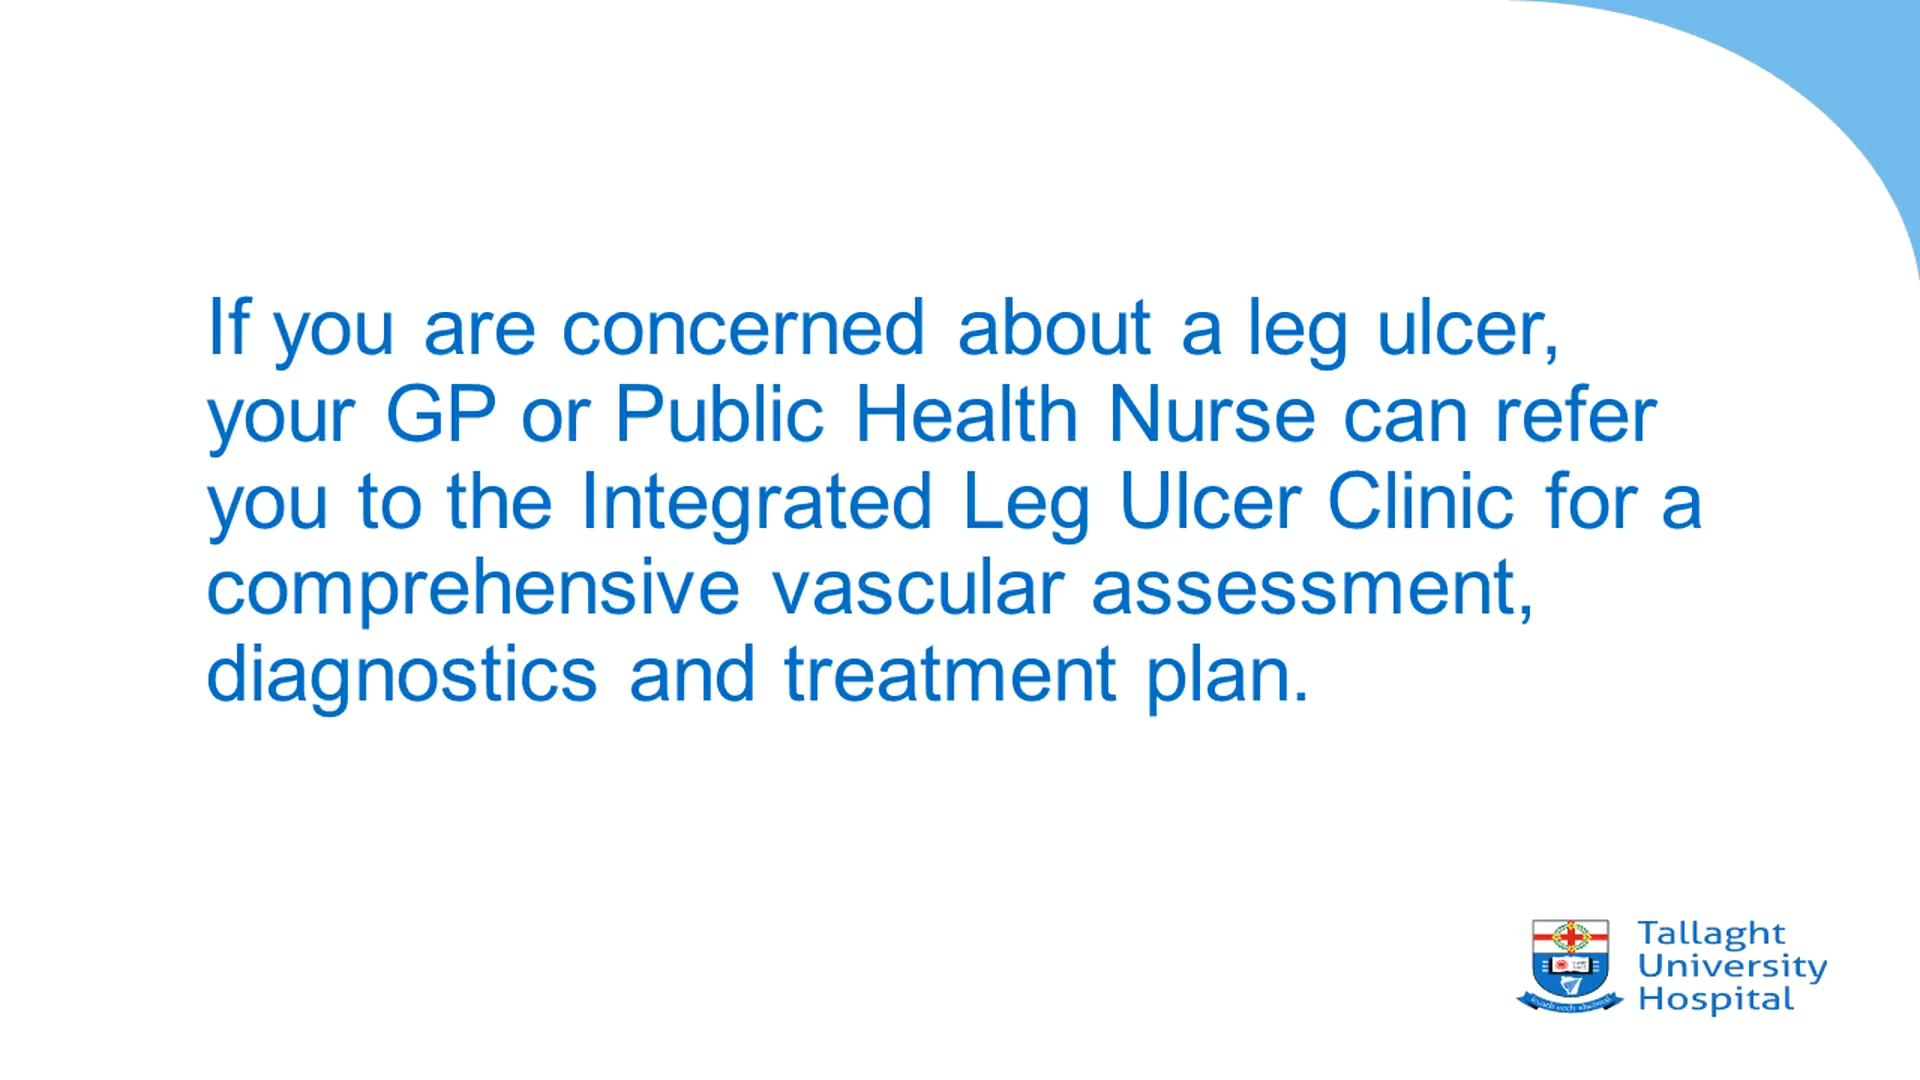 If you are concerned about a leg ulcer,
your GP or Public Health Nurse can refer
you to the Integrated Leg Ulcer Clinic for a
comprehensive vascular assessment,
diagnostics and treatment plan.
Tallaght
University
Hospital